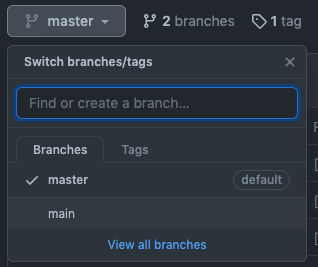 master 2 branches 1 tag
Switch branches/tags
Find or create a branch...
Branches Tags
master default
main
View all branches